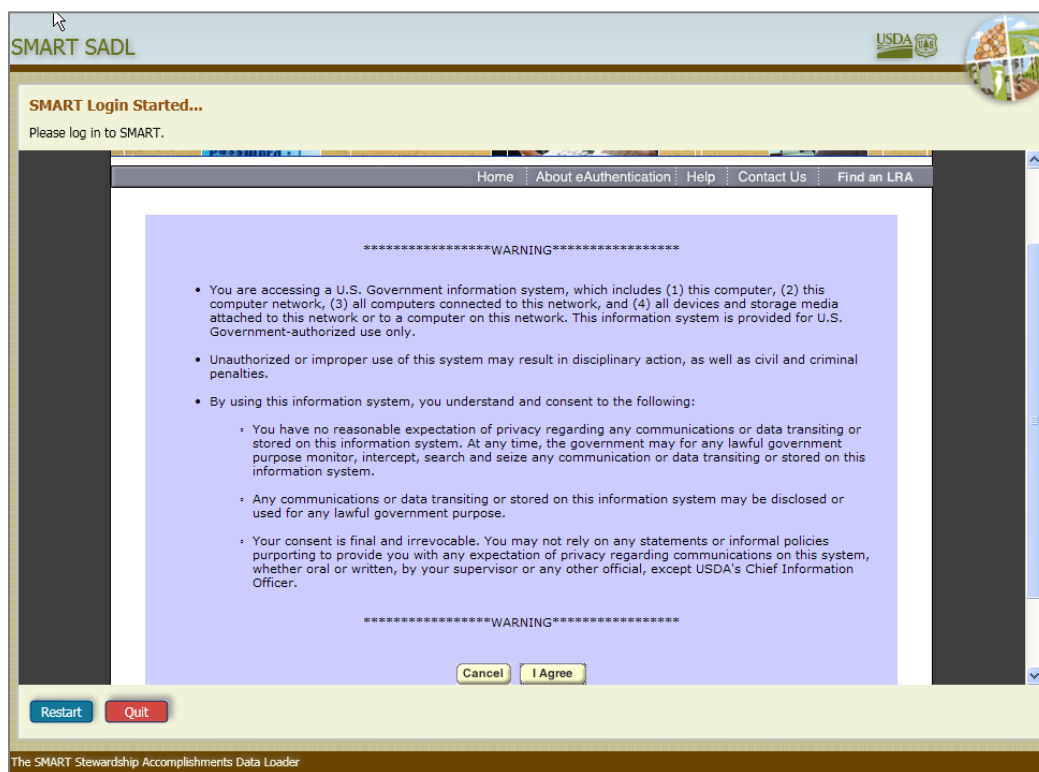 SMART SADL
USDA
UAS
SMART Login Started...
Please log in to SMART.
Home About eAuthentication Help Contact Us Find an LRA
*****************WARNING*****************
• You are accessing a U.S. Government information system, which includes (1) this computer, (2) this
computer network, (3) all computers connected to this network, and (4) all devices and storage media
attached to this network or to a computer on this network. This information system is provided for U.S.
Government-authorized use only.
• Unauthorized or improper use of this system may result in disciplinary action, as well as civil and criminal
penalties.
• By using this information system, you understand and consent to the following:
◦ You have no reasonable expectation of privacy regarding any communications or data transiting or
stored on this information system. At any time, the government may for any lawful government
purpose monitor, intercept, search and seize any communication or data transiting or stored on this
information system.
◦ Any communications or data transiting or stored on this information system may be disclosed or
used for any lawful government purpose.
◦ Your consent is final and irrevocable. You may not rely on any statements or informal policies
purporting to provide you with any expectation of privacy regarding communications on this system,
whether oral or written, by your supervisor or any other official, except USDA's Chief Information
Officer.
*****************WARNING*****************
Cancel I Agree
Restart Quit
The SMART Stewardship Accomplishments Data Loader